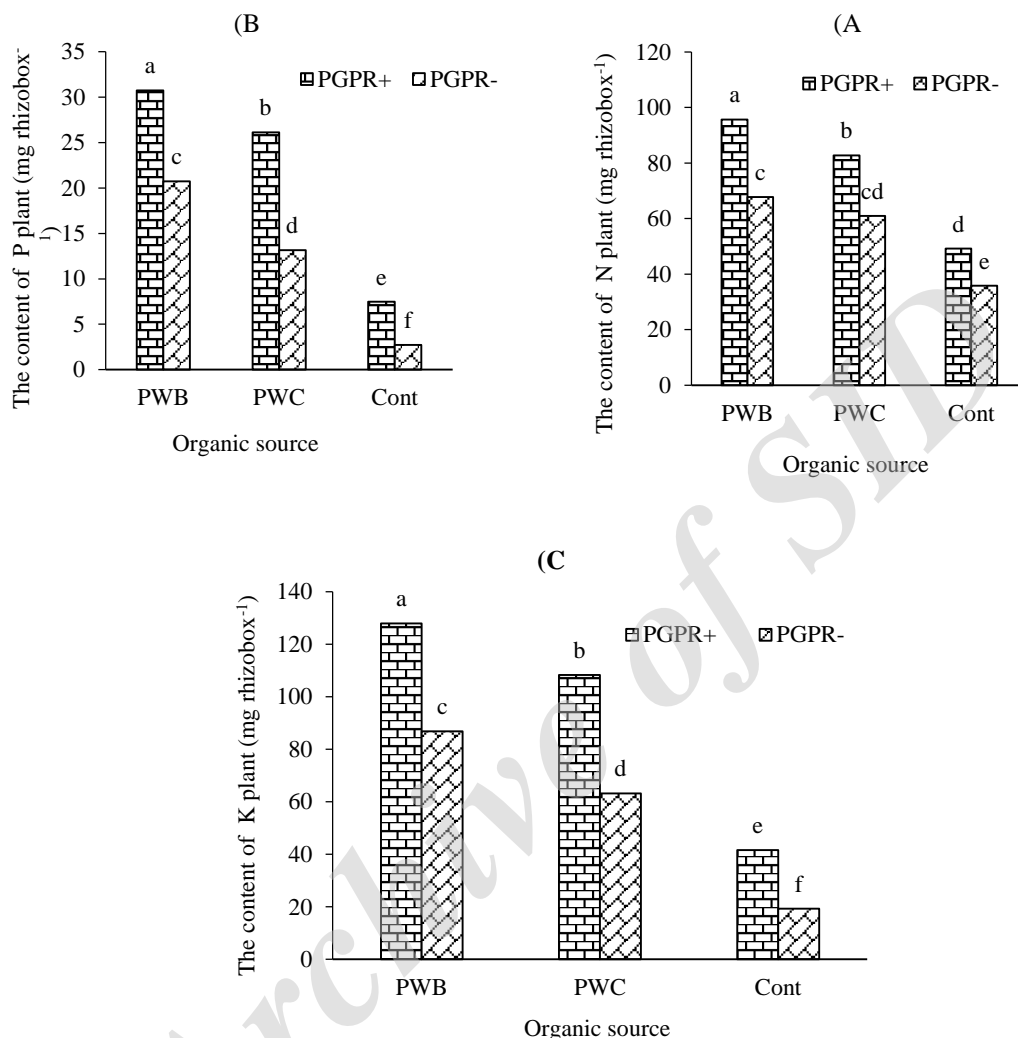 (B
35
30
25
20
15
10
5
0
The content of P plant (mg rhizobox-
1)
PGPR+ PGPR-
a
c
b
d
e
f
PWB PWC Cont
Organic source
(A
120
100
80
60
40
20
0
The content of N plant (mg rhizobox-1)
PGPR+ PGPR-
a
c
b
cd
d
e
PWB PWC Cont
Organic source
(C
140
120
100
80
60
40
20
0
The content of K plant (mg rhizobox-1)
PGPR+ PGPR-
a
c
b
d
e
f
PWB PWC Cont
Organic source
Archive of SID